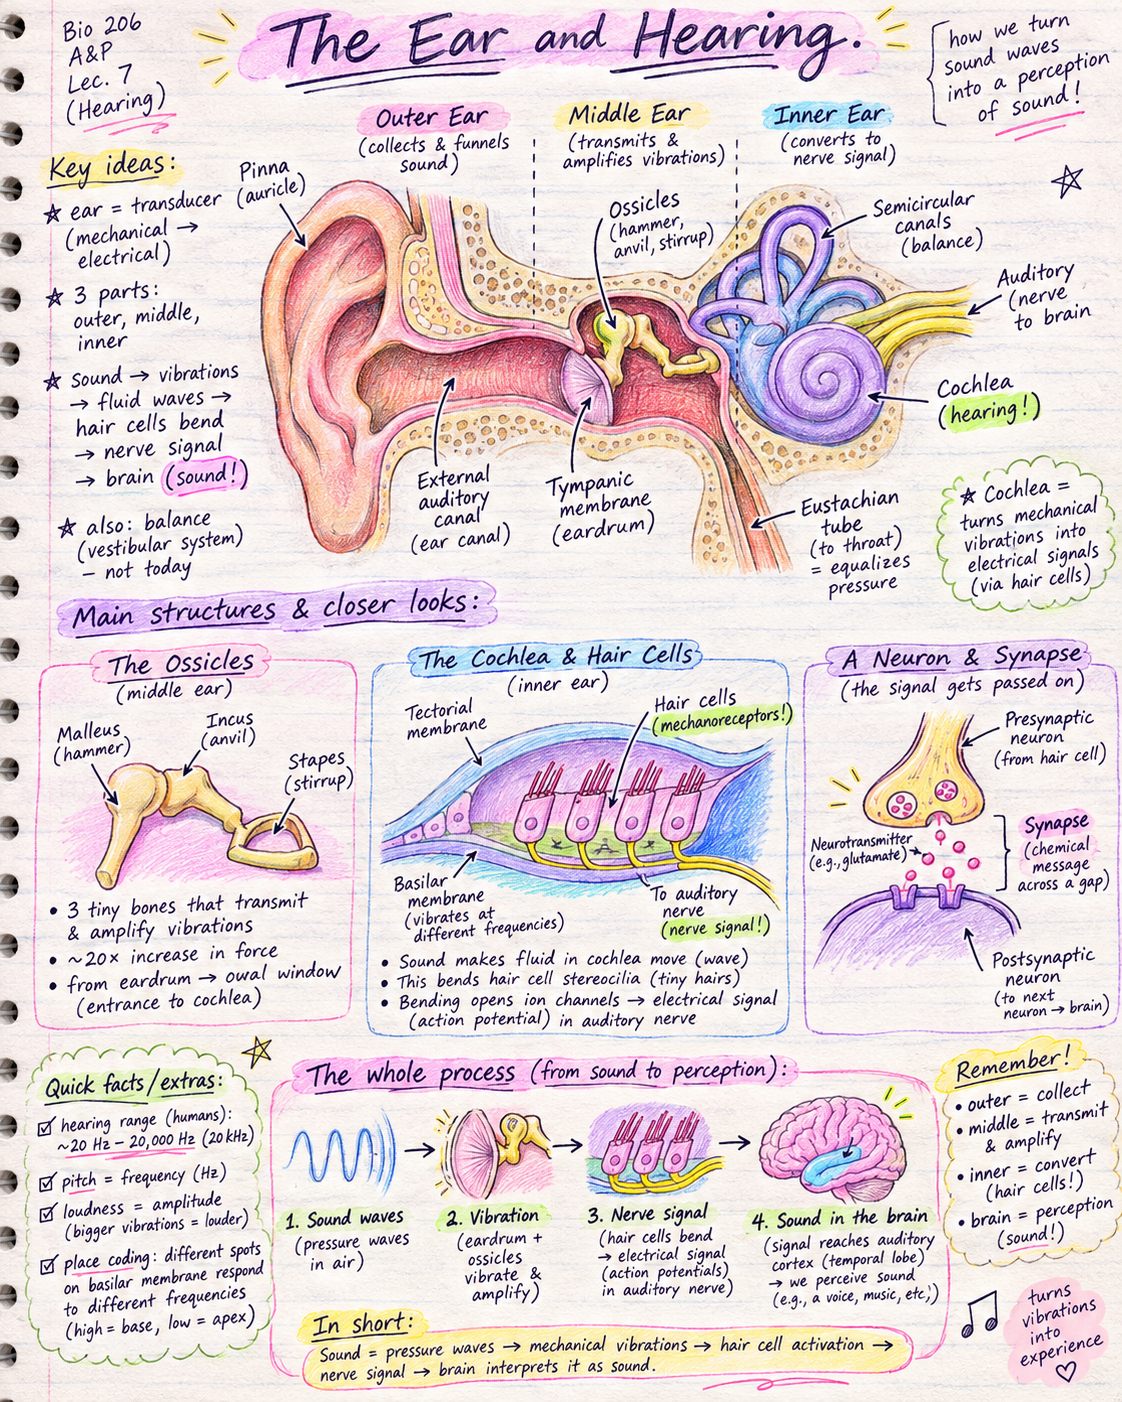 Bio 206
A&P
Lec. 7
(Hearing)
The Ear and Hearing.
how we turn
sound waves
into a perception
of sound!
Outer Ear
(collects & funnels
sound)
Middle Ear
(transmits &
amplifies vibrations)
Inner Ear
(converts to
nerve signal)
Key ideas:
☆ ear = transducer
(mechanical →
electrical)
☆ 3 parts:
outer, middle,
inner
☆ sound → vibrations
→ fluid waves →
hair cells bend
→ nerve signal
→ brain (sound!)
☆ also: balance
(vestibular system)
– not today
Pinna
(auricle)
Ossicles
(hammer,
anvil, stirrup)
Semicircular
canals
(balance)
Auditory
(nerve
to brain
Cochlea
(hearing!)
External
auditory
canal
(ear canal)
Tympanic
membrane
(eardrum)
Eustachian
tube
(to throat)
= equalizes
pressure
☆ Cochlea =
turns mechanical
vibrations into
electrical signals
(via hair cells)
Main structures & closer looks:
The Ossicles
(middle ear)
Malleus
(hammer)
Incus
(anvil)
Stapes
(stirrup)
• 3 tiny bones that transmit
& amplify vibrations
• ~20x increase in force
• from eardrum → owal window
(entrance to cochlea)
The Cochlea & Hair Cells
(inner ear)
Tectorial
membrane
Hair cells
(mechanoreceptors!)
Basilar
membrane
(vibrates at
different frequencies)
To auditory
nerve
(nerve signal!)
• Sound makes fluid in cochlea move (wave)
• This bends hair cell stereocilia (tiny hairs)
• Bending opens ion channels → electrical signal
(action potential) in auditory nerve
A Neuron & Synapse
(the signal gets passed on)
Presynaptic
neuron
(from hair cell)
Neurotransmitter
(e.g., glutamate)
Synapse
(chemical
message
across a gap)
Postsynaptic
neuron
(to next
neuron → brain)
Quick facts/extras:
☑ hearing range (humans):
~20 Hz – 20,000 Hz (20 kHz)
☑ pitch = frequency (Hz)
☑ loudness = amplitude
(bigger vibrations = louder)
☑ place coding: different spots
on basilar membrane respond
to different frequencies
(high = base, low = apex)
The whole process (from sound to perception):
1. Sound waves
(pressure waves
in air)
2. Vibration
(eardrum +
ossicles
vibrate &
amplify)
3. Nerve signal
(hair cells bend
→ electrical signal
(action potentials)
in auditory nerve)
4. Sound in the brain
(signal reaches auditory
cortex (temporal lobe)
→ we perceive sound
(e.g., a voice, music, etc;)
In short:
Sound = pressure waves → mechanical vibrations → hair cell activation →
nerve signal → brain interprets it as sound.
Remember!
• outer = collect
• middle = transmit
& amplify
• inner = convert
(hair cells!)
• brain = perception
(sound!)
turns
vibrations
into
experience